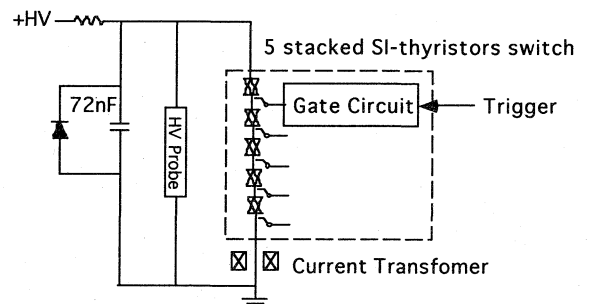 +HV
5 stacked SI-thyristors switch
72nF
HV Probe
Gate Circuit
Trigger
Current Transfomer